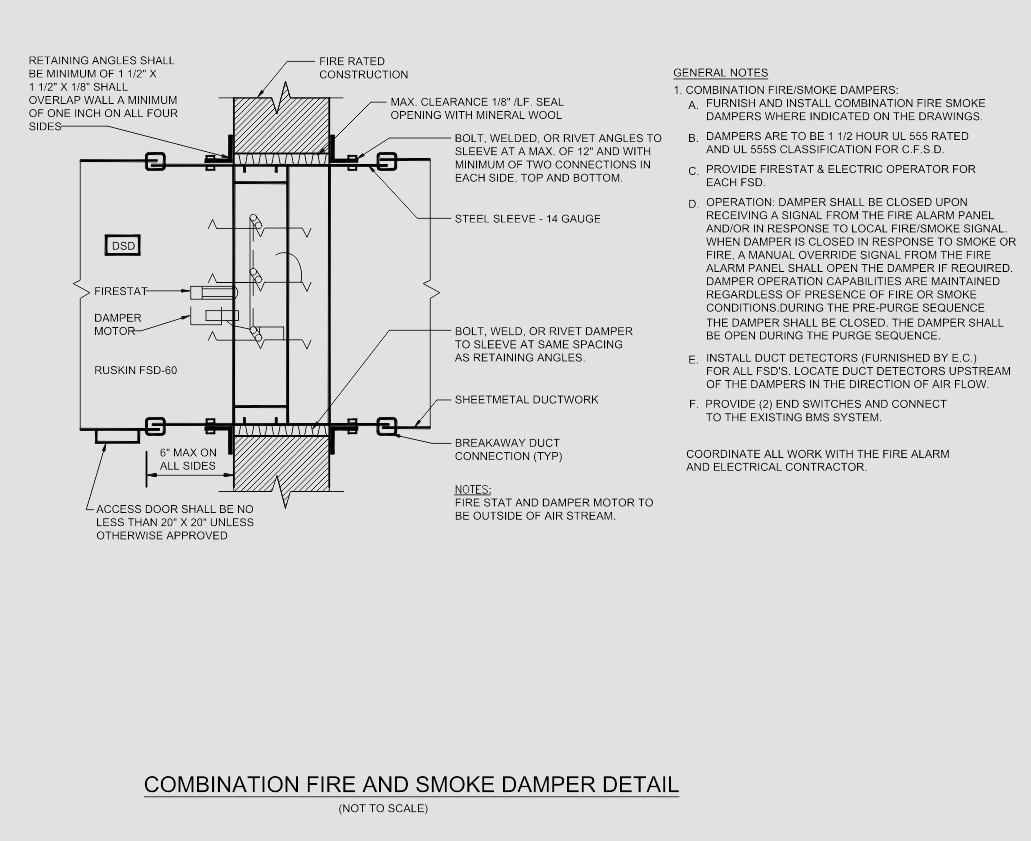 RETAINING ANGLES SHALL
BE MINIMUM OF 1 1/2" X
1 1/2" X 1/8" SHALL
OVERLAP WALL A MINIMUM
OF ONE INCH ON ALL FOUR
SIDES
FIRE RATED
CONSTRUCTION
MAX. CLEARANCE 1/8" /LF. SEAL
OPENING WITH MINERAL WOOL
BOLT, WELDED, OR RIVET ANGLES TO
SLEEVE AT A MAX. OF 12" AND WITH
MINIMUM OF TWO CONNECTIONS IN
EACH SIDE, TOP AND BOTTOM.
STEEL SLEEVE - 14 GAUGE
DSD
FIRESTAT
DAMPER
MOTOR
RUSKIN FSD-60
BOLT, WELD, OR RIVET DAMPER
TO SLEEVE AT SAME SPACING
AS RETAINING ANGLES.
SHEETMETAL DUCTWORK
BREAKAWAY DUCT
CONNECTION (TYP)
6" MAX ON
ALL SIDES
ACCESS DOOR SHALL BE NO
LESS THAN 20" X 20" UNLESS
OTHERWISE APPROVED
NOTES:
FIRE STAT AND DAMPER MOTOR TO
BE OUTSIDE OF AIR STREAM.
GENERAL NOTES
1. COMBINATION FIRE/SMOKE DAMPERS:
A. FURNISH AND INSTALL COMBINATION FIRE SMOKE
DAMPERS WHERE INDICATED ON THE DRAWINGS.
B. DAMPERS ARE TO BE 1 1/2 HOUR UL 555 RATED
AND UL 555S CLASSIFICATION FOR C.F.S.D.
C. PROVIDE FIRESTAT & ELECTRIC OPERATOR FOR
EACH FSD.
D. OPERATION: DAMPER SHALL BE CLOSED UPON
RECEIVING A SIGNAL FROM THE FIRE ALARM PANEL
AND/OR IN RESPONSE TO LOCAL FIRE/SMOKE SIGNAL.
WHEN DAMPER IS CLOSED IN RESPONSE TO SMOKE OR
FIRE, A MANUAL OVERRIDE SIGNAL FROM THE FIRE
ALARM PANEL SHALL OPEN THE DAMPER IF REQUIRED.
DAMPER OPERATION CAPABILITIES ARE MAINTAINED
REGARDLESS OF PRESENCE OF FIRE OR SMOKE
CONDITIONS.DURING THE PRE-PURGE SEQUENCE
THE DAMPER SHALL BE CLOSED. THE DAMPER SHALL
BE OPEN DURING THE PURGE SEQUENCE.
E. INSTALL DUCT DETECTORS (FURNISHED BY E.C.)
FOR ALL FSD'S. LOCATE DUCT DETECTORS UPSTREAM
OF THE DAMPERS IN THE DIRECTION OF AIR FLOW.
F. PROVIDE (2) END SWITCHES AND CONNECT
TO THE EXISTING BMS SYSTEM.
COORDINATE ALL WORK WITH THE FIRE ALARM
AND ELECTRICAL CONTRACTOR.
COMBINATION FIRE AND SMOKE DAMPER DETAIL
(NOT TO SCALE)